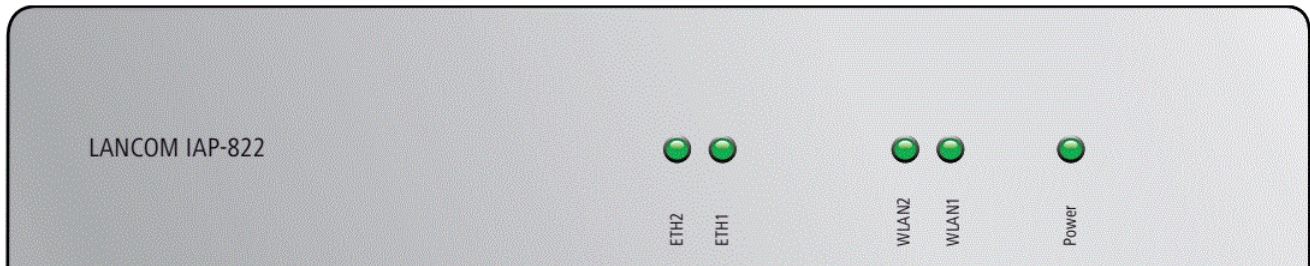 LANCOM IAP-822
ETH2
ETH1
WLAN2
WLAN1
Power